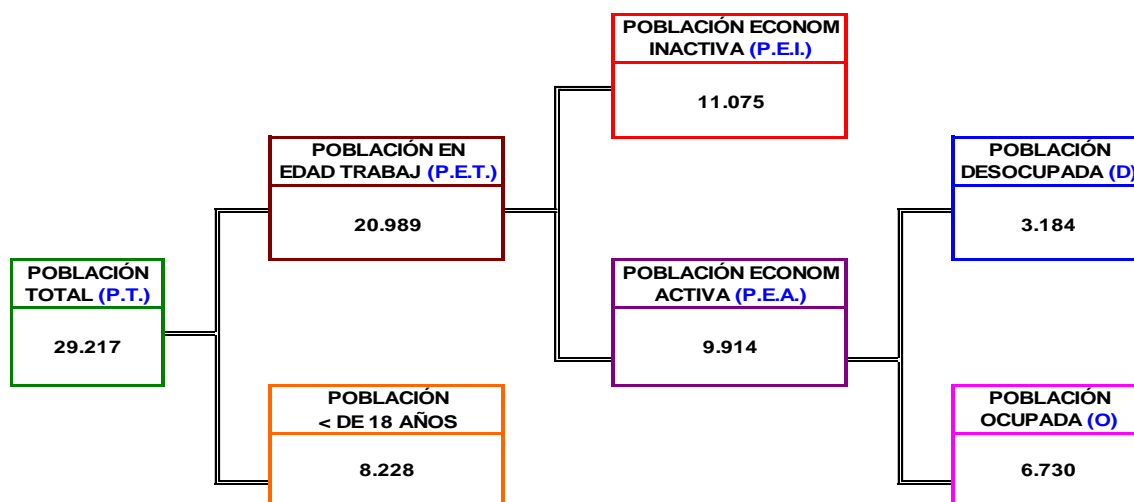 POBLACIÓN ECONOM
INACTIVA (P.E.I.)
11.075
POBLACIÓN EN
EDAD TRABAJ (P.E.T.)
20.989
POBLACIÓN
DESOCUPADA (D)
3.184
POBLACIÓN
TOTAL (P.T.)
29.217
POBLACIÓN ECONOM
ACTIVA (P.E.A.)
9.914
POBLACIÓN
< DE 18 AÑOS
8.228
POBLACIÓN
OCUPADA (O)
6.730